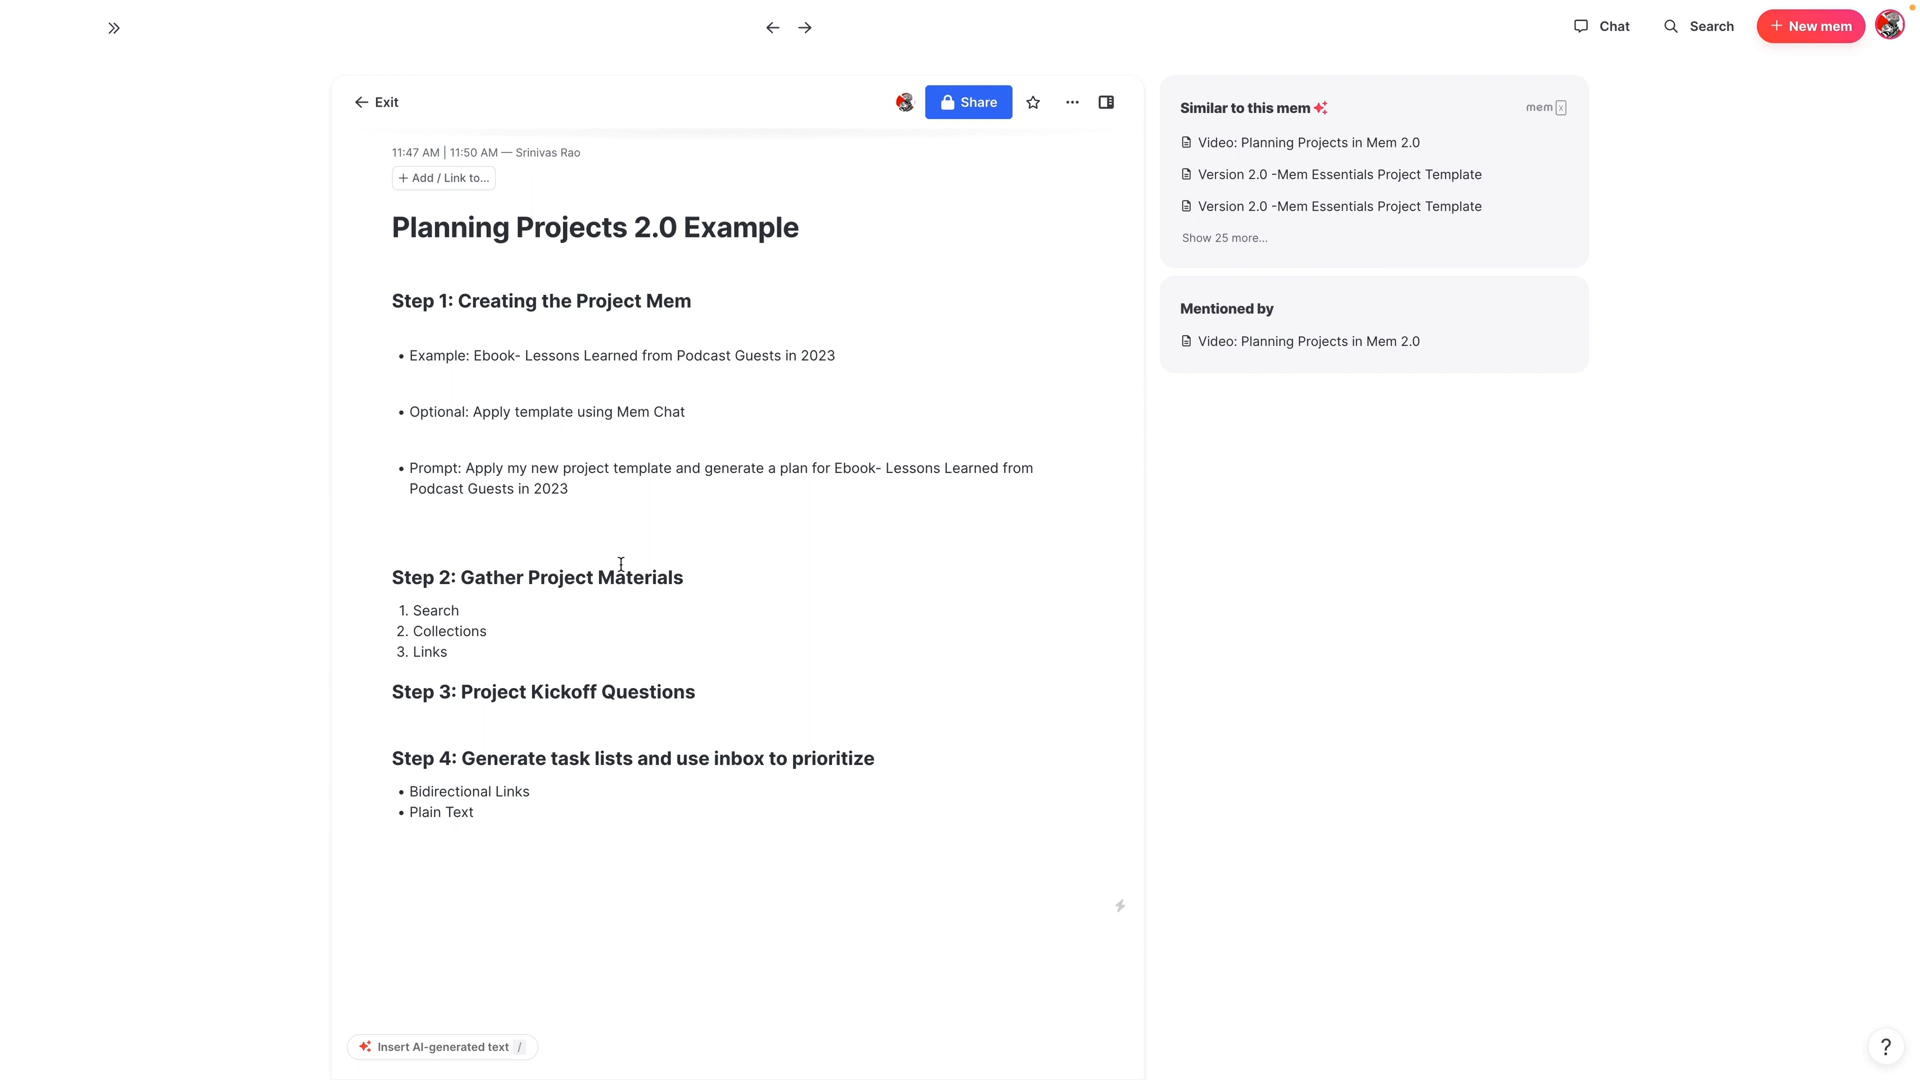 Chat
Search
+ New mem
Exit
Share
11:47 AM | 11:50 AM — Srinivas Rao
+ Add / Link to...
Planning Projects 2.0 Example
Step 1: Creating the Project Mem
• Example: Ebook- Lessons Learned from Podcast Guests in 2023
• Optional: Apply template using Mem Chat
• Prompt: Apply my new project template and generate a plan for Ebook- Lessons Learned from
Podcast Guests in 2023
Step 2: Gather Project Materials
1. Search
2. Collections
3. Links
Step 3: Project Kickoff Questions
Step 4: Generate task lists and use inbox to prioritize
• Bidirectional Links
• Plain Text
Insert AI-generated text /
Similar to this mem
mem x
Video: Planning Projects in Mem 2.0
Version 2.0 -Mem Essentials Project Template
Version 2.0 -Mem Essentials Project Template
Show 25 more...
Mentioned by
Video: Planning Projects in Mem 2.0
?